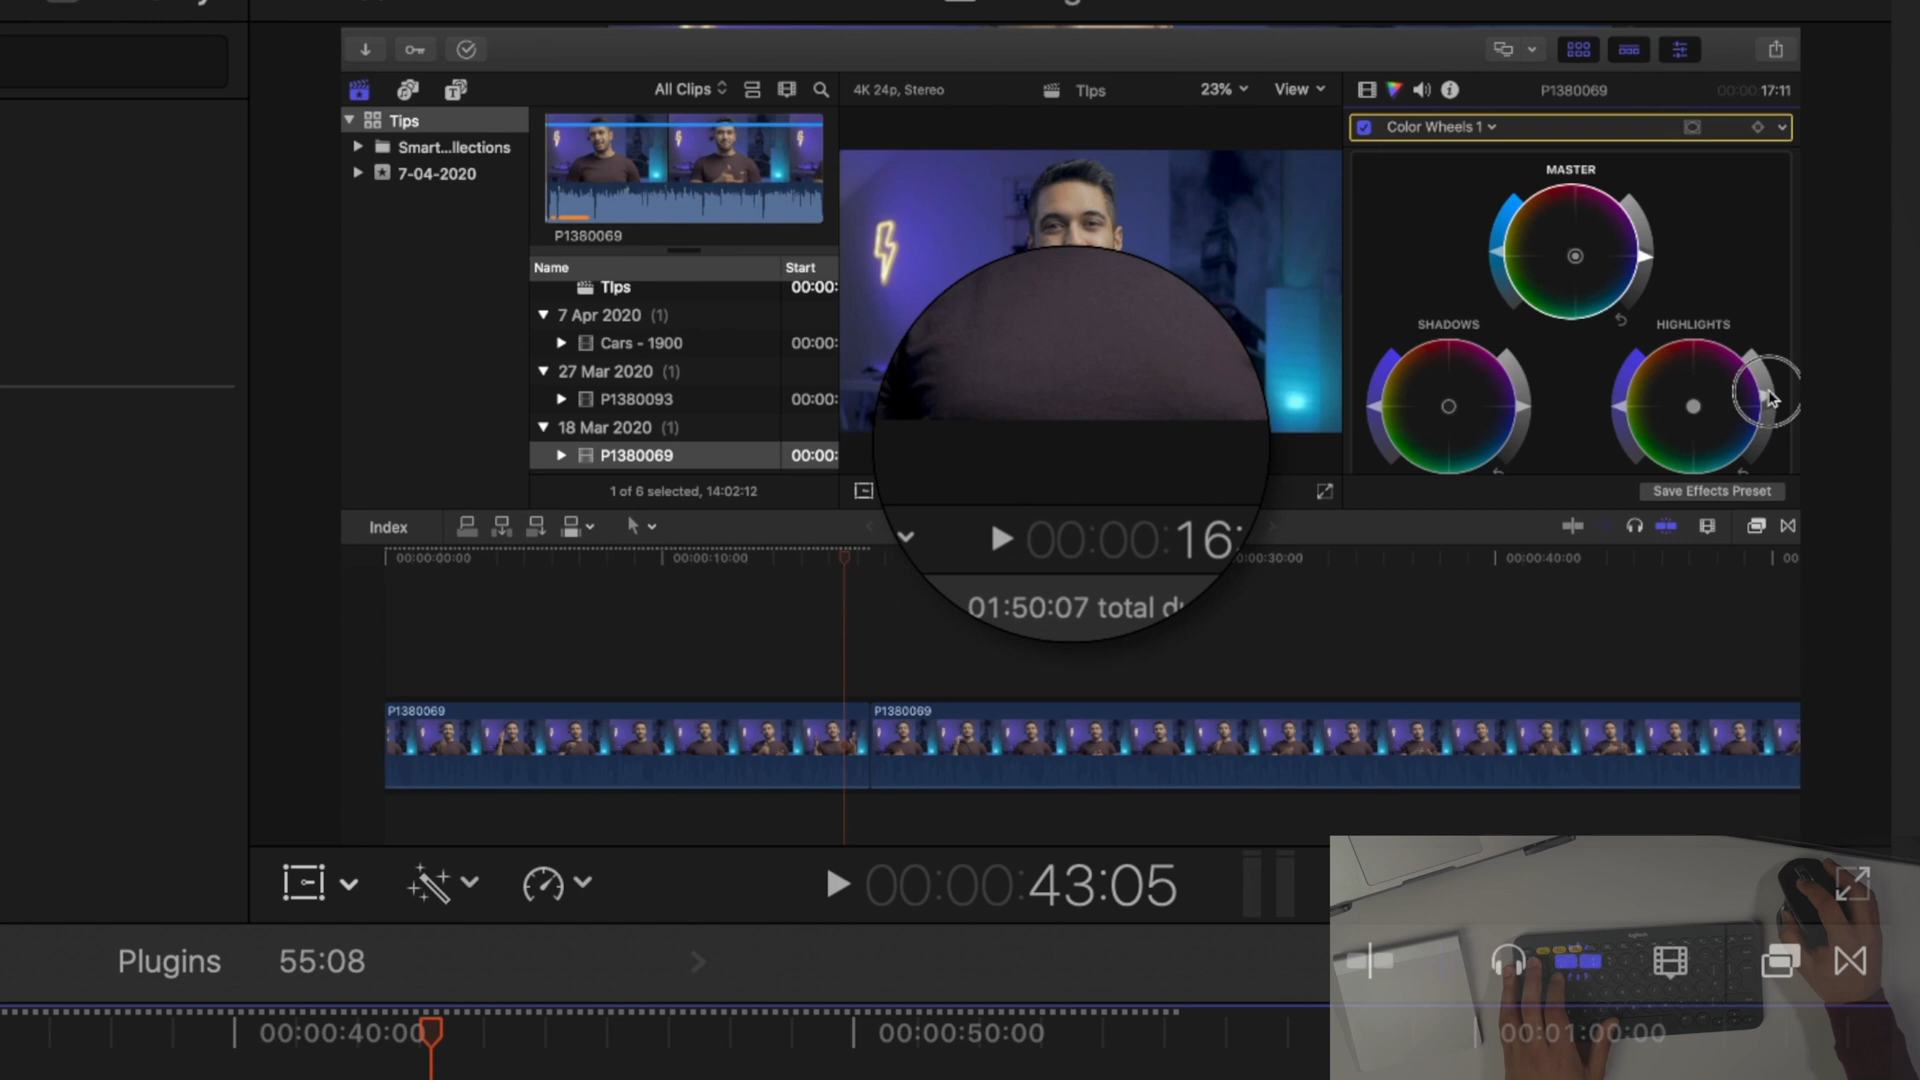 All Clips
4K 24p, Stereo
Tips
23%
View
P1380069
00:00:17:11
Tips
Smart...llections
7-04-2020
P1380069
Color Wheels 1
MASTER
SHADOWS
HIGHLIGHTS
Name
Start
Tips
00:00:
7 Apr 2020 (1)
Cars - 1900
00:00:
27 Mar 2020 (1)
P1380093
00:00:
18 Mar 2020 (1)
P1380069
00:00:
1 of 6 selected, 14:02:12
Save Effects Preset
Index
00:00:16:
01:50:07 total
00:00:00:00
00:00:10:00
00:00:30:00
00:00:40:00
00
P1380069
P1380069
00:00:43:05
Plugins
55:08
00:00:40:00
00:00:50:00
00:01:00:00